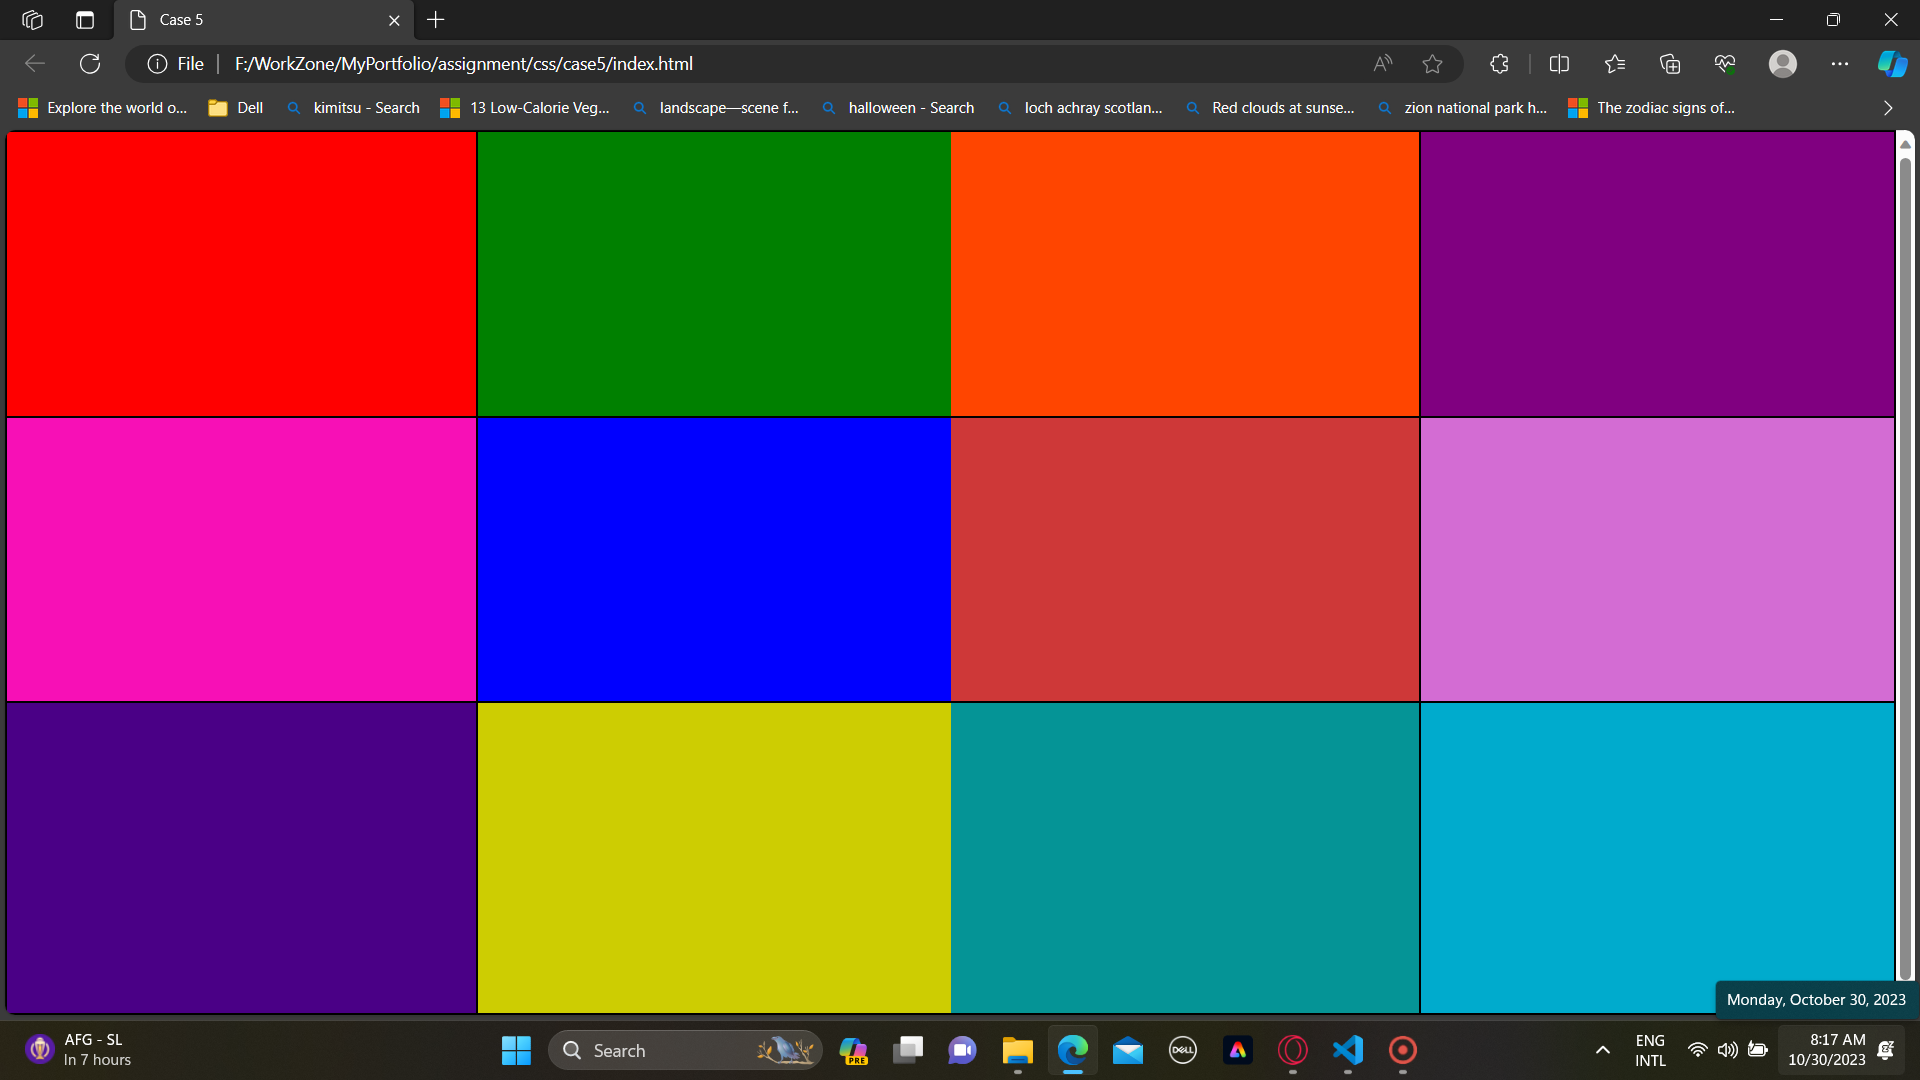 Case 5
File
F:/WorkZone/MyPortfolio/assignment/css/case5/index.html
Explore the world o...
Dell
kimitsu - Search
13 Low-Calorie Veg...
landscape—scene f...
halloween - Search
loch achray scotlan...
Red clouds at sunse...
zion national park h...
The zodiac signs of...
Monday, October 30, 2023
AFG - SL
In 7 hours
Search
PRE
DELL
ENG
INTL
8:17 AM
10/30/2023